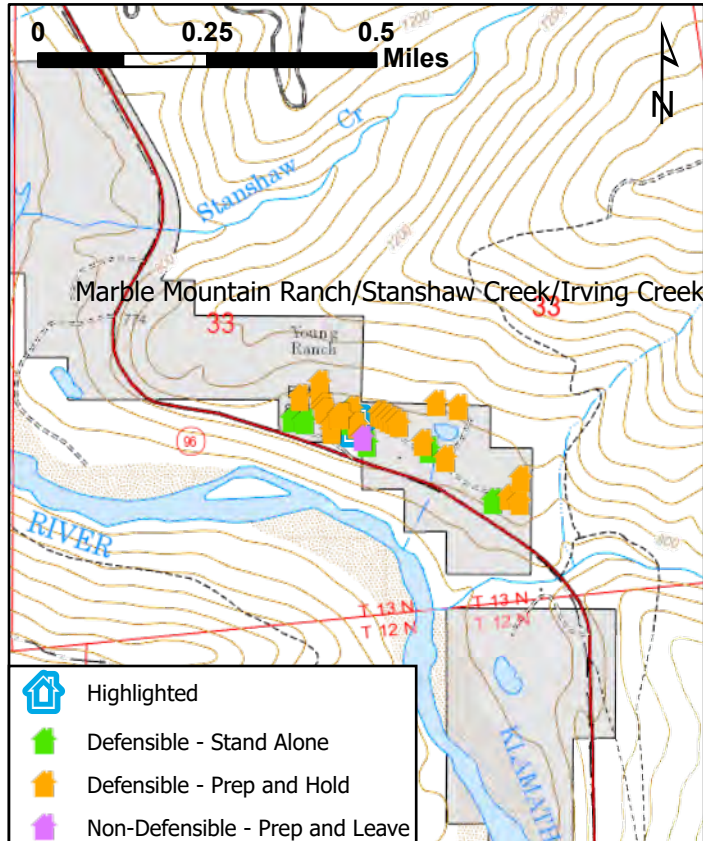 0 0.25 0.5
Miles
N
1200
1200
Stanshaw Cr
1200
Marble Mountain Ranch/Stanshaw Creek/Irving Creek
33
33
774
Young
Ranch
96
RIVER
800
T 13 N
T 13 N
T 12 N
T 12 N
KLAMATH
Highlighted
Defensible - Stand Alone
Defensible - Prep and Hold
Non-Defensible - Prep and Leave